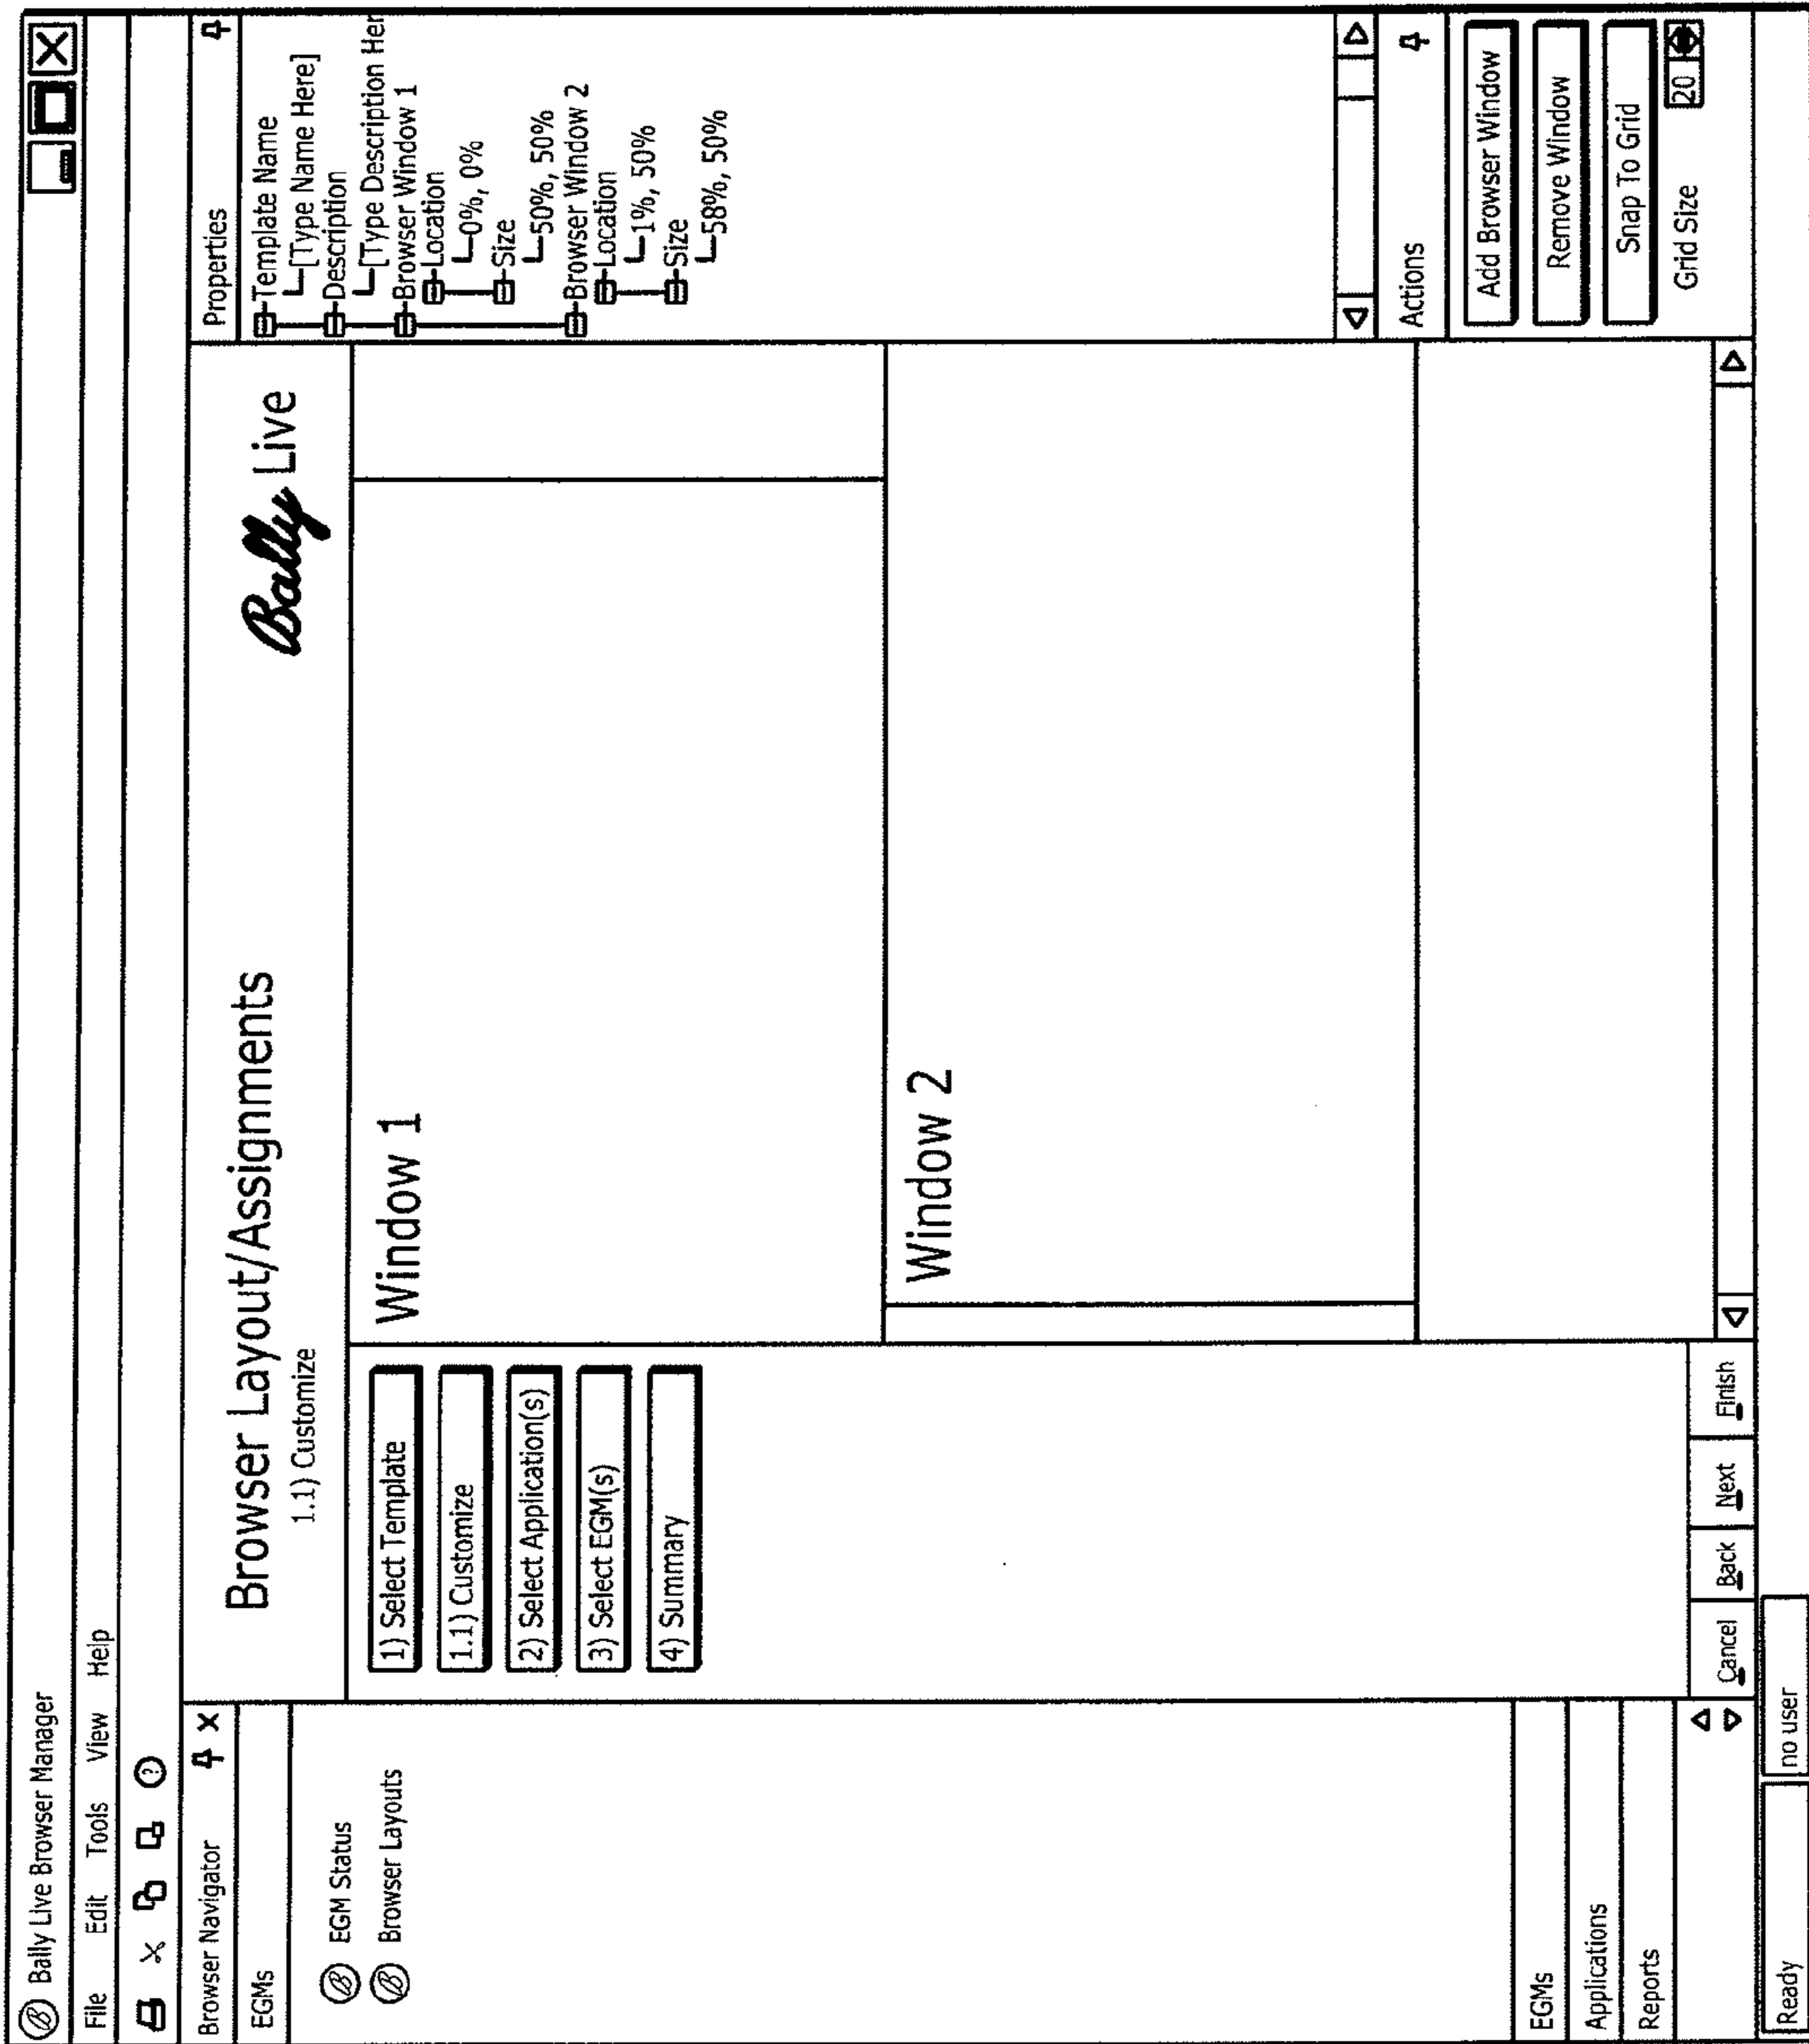 Bally Live Browser Manager
File Edit Tools View Help
Browser Navigator
EGMs
EGM Status
Browser Layouts
EGMs
Applications
Reports
Browser Layout/Assignments
1.1) Customize
Bally Live
1) Select Template
1.1) Customize
2) Select Application(s)
3) Select EGM(s)
4) Summary
Cancel Back Next Finish
Window 1
Window 2
Properties
Template Name
[Type Name Here]
Description
[Type Description Her
Browser Window 1
Location
0%, 0%
Size
50%, 50%
Browser Window 2
Location
1%, 50%
Size
58%, 50%
Actions
Add Browser Window
Remove Window
Snap To Grid
Grid Size 20
Ready no user